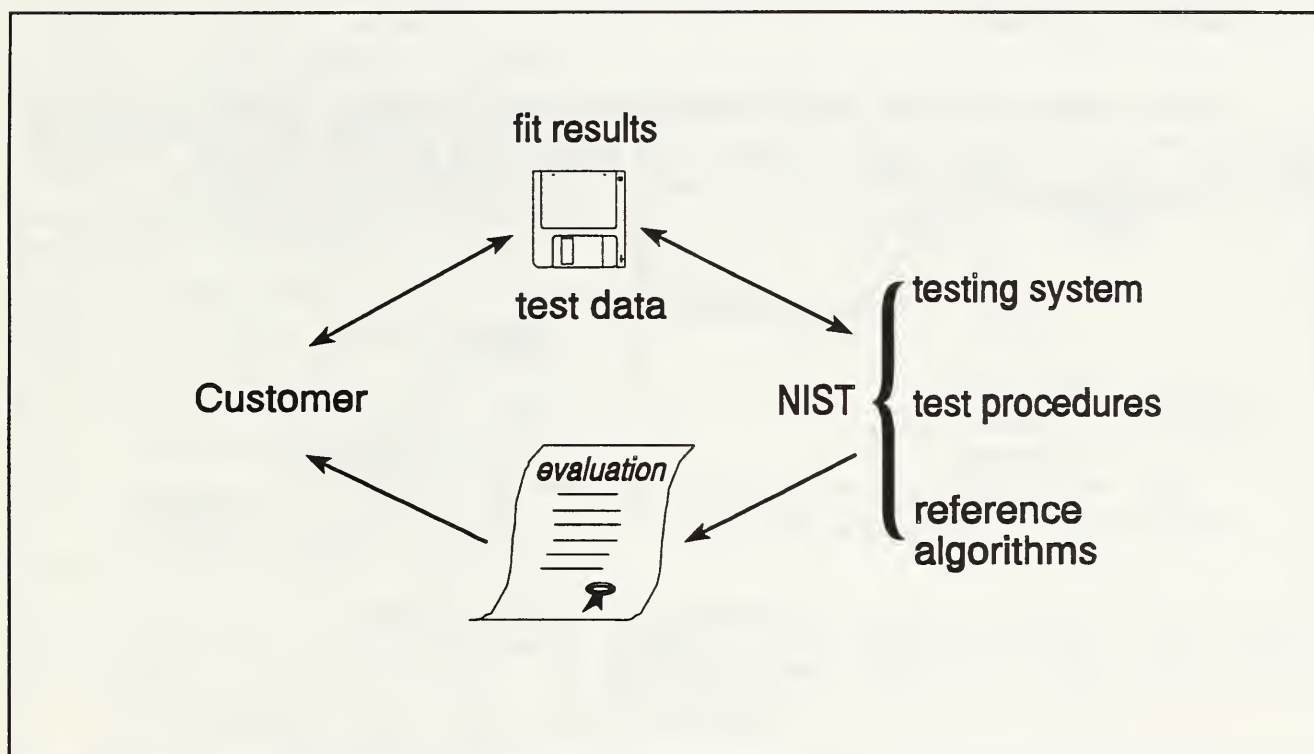 fit results
test data
Customer
NIST
testing system
test procedures
reference
algorithms
evaluation